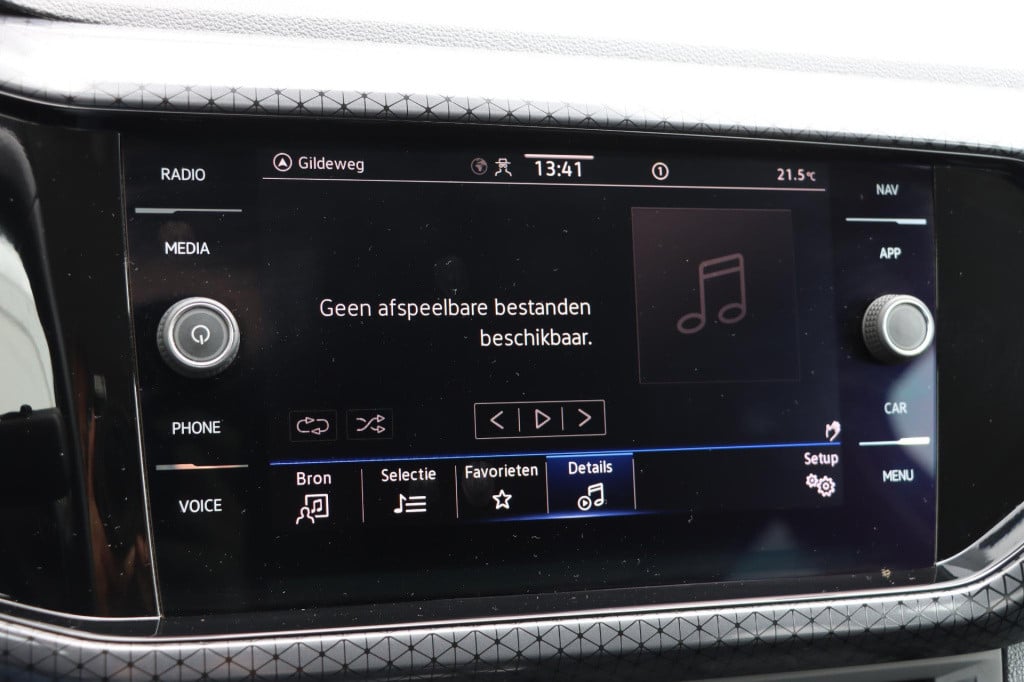 RADIO
MEDIA
PHONE
VOICE
Gildeweg
13:41
1
21.5°C
Geen afspeelbare bestanden
beschikbaar.
Bron
Selectie
Favorieten
Details
Setup
NAV
APP
CAR
MENU